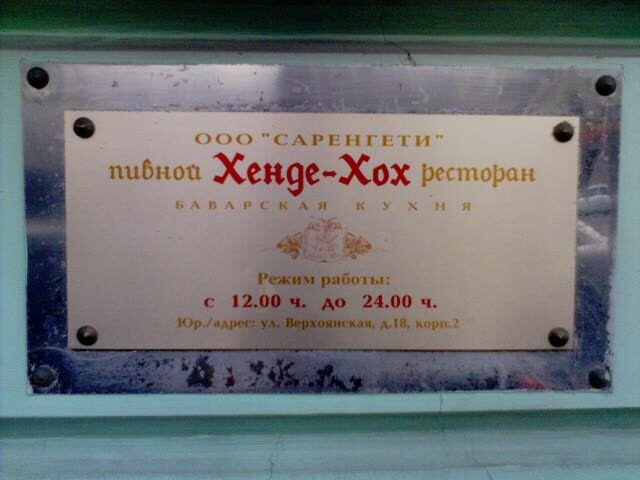 ООО "САРЕНГЕТИ"
пивной Хенде-Хох ресторан
БАВАРСКАЯ КУХНЯ
Режим работы:
с 12.00 ч. до 24.00 ч.
Юр./адрес: ул. Верхоянская, д.18, корп.2